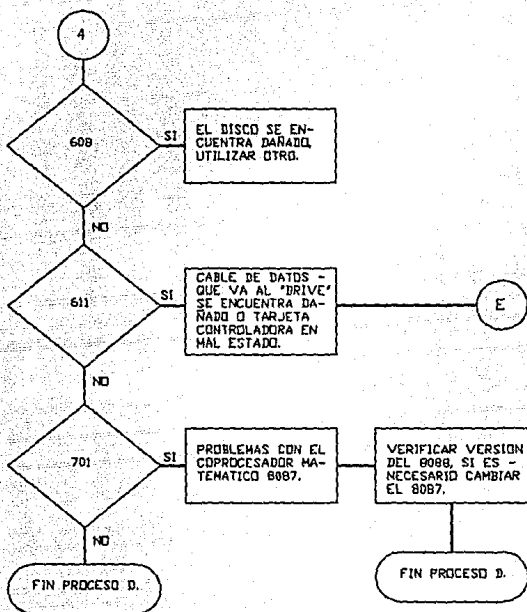 4
608
SI
EL DISCO SE EN-
CUENTRA DAÑADO,
UTILIZAR OTRO.
NO
611
SI
CABLE DE DATOS -
QUE VA AL "DRIVE"
SE ENCUENTRA DA-
ÑADO O TARJETA
CONTROLADORA EN
MAL ESTADO.
E
NO
701
SI
PROBLEMAS CON EL
COPROCESADOR MA-
TEMATICO 8087.
VERIFICAR VERSION
DEL 8088, SI ES -
NECESARIO CAMBIAR
EL 8087.
NO
FIN PROCESO D.
FIN PROCESO D.